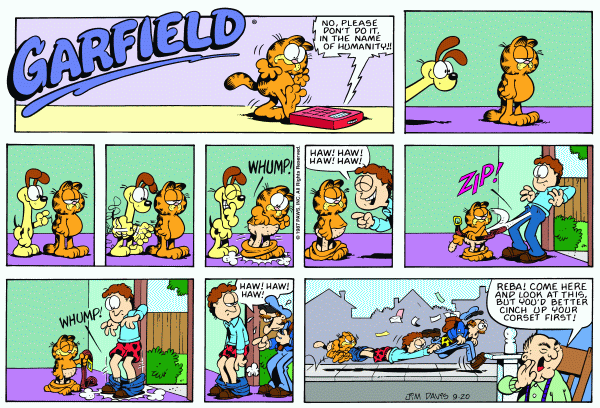 GARFIELD
®
NO, PLEASE
DON'T DO IT,
IN THE NAME
OF HUMANITY!!
WHUMP!
© 1987 PAWS, INC. All Rights Reserved.
HAW! HAW!
HAW! HAW!
ZIP!
WHUMP!
HAW! HAW!
HAW!
REBA! COME HERE
AND LOOK AT THIS,
BUT YOU'D BETTER
CINCH UP YOUR
CORSET FIRST!
JIM DAVIS 9-20